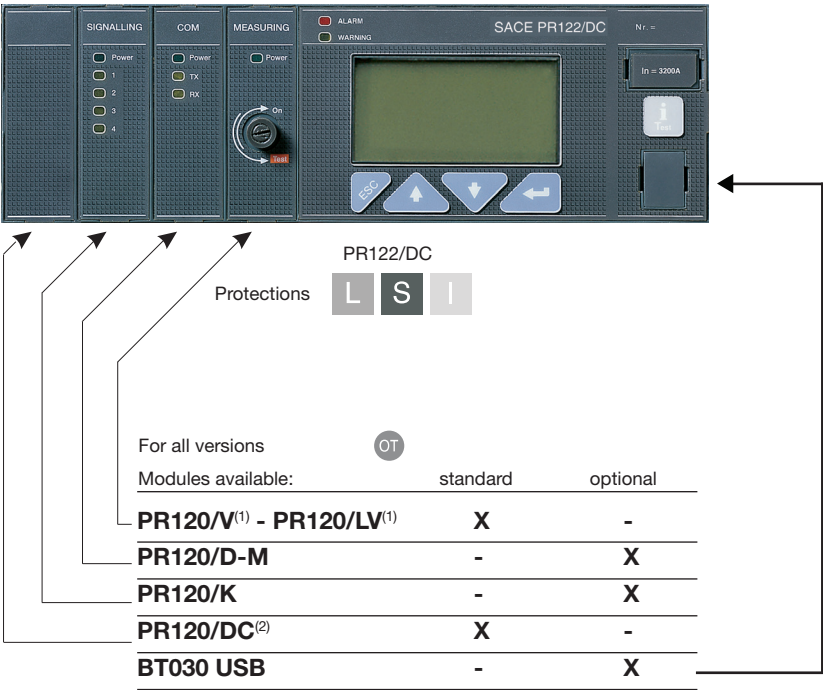 SIGNALLING COM MEASURING ALARM WARNING SACE PR122/DC Nr. =
Power Power Power
1 TX
2 RX
3
4
On
Test
In = 3200A
i
Test
ESC
PR122/DC
Protections L S I
For all versions OT
Modules available: standard optional
PR120/V(1) - PR120/LV(1) X -
PR120/D-M - X
PR120/K - X
PR120/DC(2) X -
BT030 USB - X